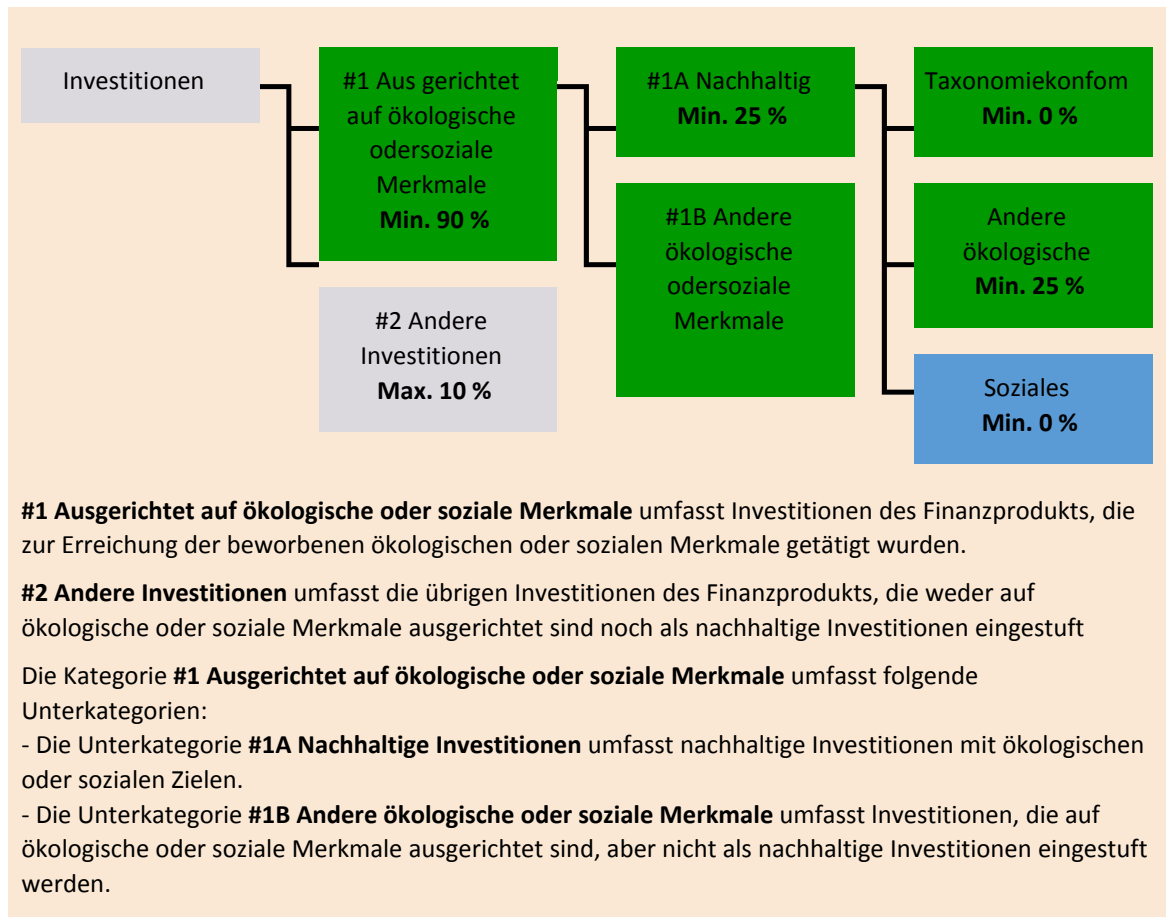 Investitionen
#1 Aus gerichtet
auf ökologische
odersoziale
Merkmale
Min. 90 %
#2 Andere
Investitionen
Max. 10 %
#1A Nachhaltig
Min. 25 %
#1B Andere
ökologische
odersoziale
Merkmale
Taxonomiekonfom
Min. 0 %
Andere
ökologische
Min. 25 %
Soziales
Min. 0 %
#1 Ausgerichtet auf ökologische oder soziale Merkmale umfasst Investitionen des Finanzprodukts, die
zur Erreichung der beworbenen ökologischen oder sozialen Merkmale getätigt wurden.
#2 Andere Investitionen umfasst die übrigen Investitionen des Finanzprodukts, die weder auf
ökologische oder soziale Merkmale ausgerichtet sind noch als nachhaltige Investitionen eingestuft
Die Kategorie #1 Ausgerichtet auf ökologische oder soziale Merkmale umfasst folgende
Unterkategorien:
- Die Unterkategorie #1A Nachhaltige Investitionen umfasst nachhaltige Investitionen mit ökologischen
oder sozialen Zielen.
- Die Unterkategorie #1B Andere ökologische oder soziale Merkmale umfasst lnvestitionen, die auf
ökologische oder soziale Merkmale ausgerichtet sind, aber nicht als nachhaltige Investitionen eingestuft
werden.